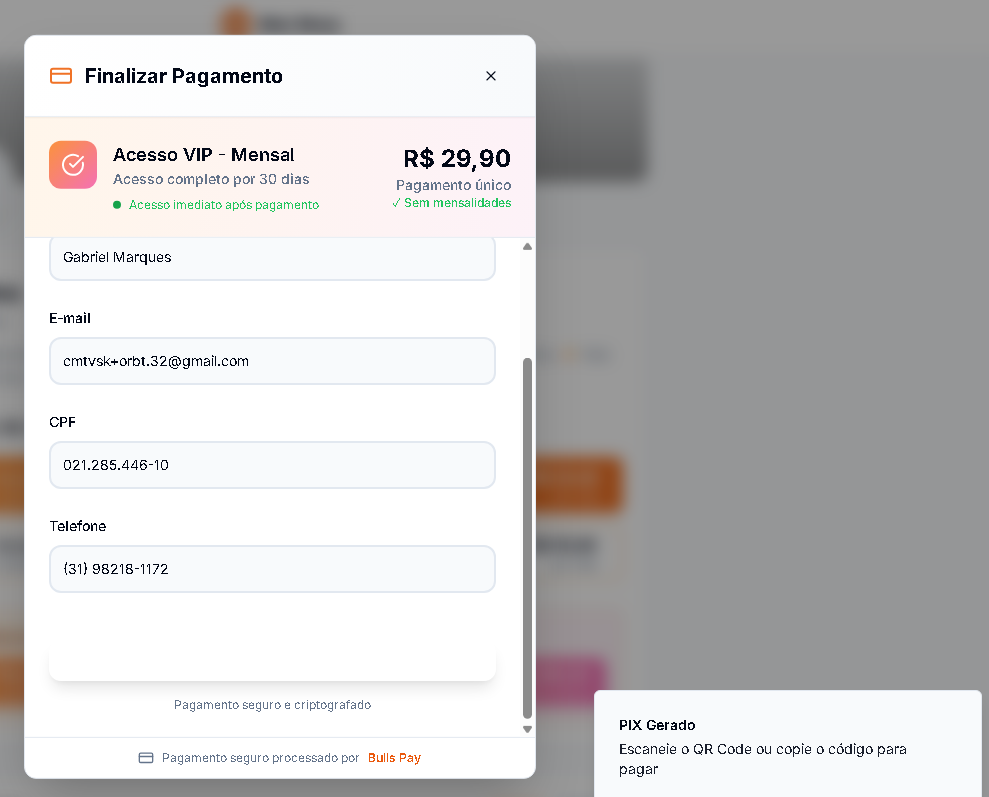 Finalizar Pagamento
Acesso VIP - Mensal
R$ 29,90
Acesso completo por 30 dias
Pagamento único
Acesso imediato após pagamento
✓ Sem mensalidades
Gabriel Marques
E-mail
cmtvsk+orbt.32@gmail.com
CPF
021.285.446-10
Telefone
(31) 98218-1172
Pagamento seguro e criptografado
Pagamento seguro processado por Bulls Pay
PIX Gerado
Escaneie o QR Code ou copie o código para
pagar